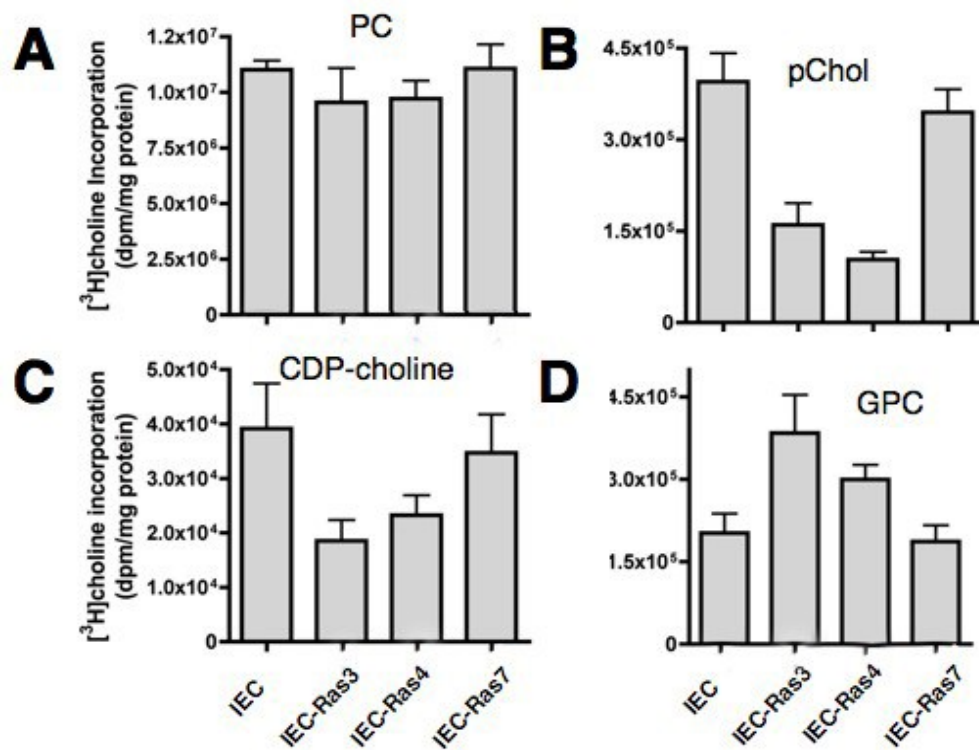 A
PC
[³H]choline Incorporation
(dpm/mg protein)
1.2x10⁷
1.0x10⁷
7.5x10⁶
5.0x10⁶
2.5x10⁶
0
B
pChol
4.5x10⁵
3.0x10⁵
1.5x10⁵
0
C
CDP-choline
[³H]choline incorporation
(dpm/mg protein)
5.0x10⁴
4.0x10⁴
3.0x10⁴
2.0x10⁴
1.0x10⁴
0
IEC
IEC-Ras3
IEC-Ras4
IEC-Ras7
D
GPC
4.5x10⁵
3.0x10⁵
1.5x10⁵
0
IEC
IEC-Ras3
IEC-Ras4
IEC-Ras7